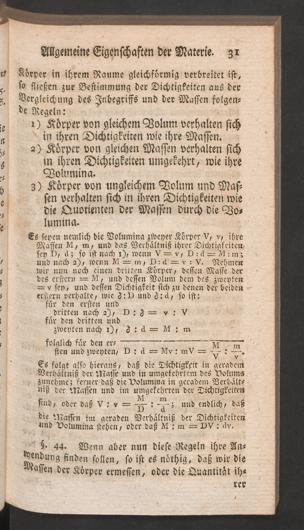 Allgemeine Eigenschaften der Materie. 31
Körper in ihrem Raume gleichförmig verbreitet ist,
so fließen zur Bestimmung der Dichtigkeiten aus der
Vergleichung des Inbegriffs und der Massen folgen-
de Regeln:
1) Körper von gleichem Volum verhalten sich
in ihren Dichtigkeiten wie ihre Massen.
2) Körper von gleichen Massen verhalten sich
in ihren Dichtigkeiten umgekehrt, wie ihre
Volumina.
3) Körper von ungleichem Volum und Mas-
sen verhalten sich in ihren Dichtigkeiten wie
die Quotienten der Massen durch die Vo-
lumina.
Es seyen nemlich die Volumina zweyer Körper V, v, ihre
Massen M, m, und das Verhältniß ihrer Dichtigkeiten
sey D, d; so ist nach 1), wenn V = v, D : d = M : m;
und nach 2), wenn M = m, D : d = v : V. Nehmen
wir nun noch einen dritten Körper, dessen Masse der
des erstern = M, und dessen Volum dem des zweyten
= v sey, und dessen Dichtigkeit sich zu denen der beiden
erstern verhalte, wie δ : D und δ : d, so ist:
für den ersten und
dritten nach 2), D : δ = v : V
für den dritten und
zweyten nach 1), δ : d = M : m
folglich für den er-
sten und zweyten, D : d = Mv : mV = M/V : m/v.
Es folgt also hieraus, daß die Dichtigkeit im geradem
Verhältniß der Masse und in umgekehrtem des Volums
zunehme; ferner daß die Volumina in geradem Verhält-
niß der Massen und im umgekehrten der Dichtigkeiten
sind, oder daß V : v = M/D : m/d; und endlich, daß
die Massen im geraden Verhältniß der Dichtigkeiten
und Volumina stehen, oder daß M : m = DV : dv.
§. 44. Wenn aber nun diese Regeln ihre An-
wendung finden sollen, so ist es nöthig, daß wir die
Massen der Körper ermessen, oder die Quantität ih-
rer